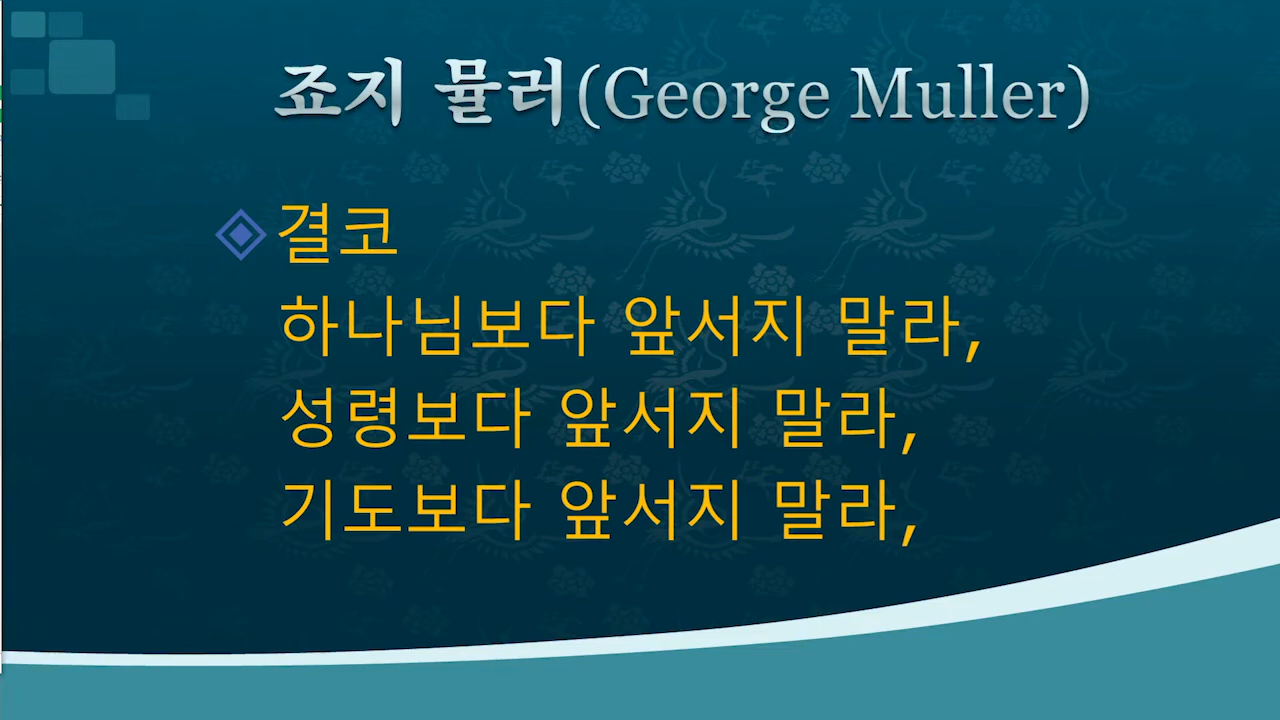 죠지 뮬러(George Muller)
결코
하나님보다 앞서지 말라,
성령보다 앞서지 말라,
기도보다 앞서지 말라,